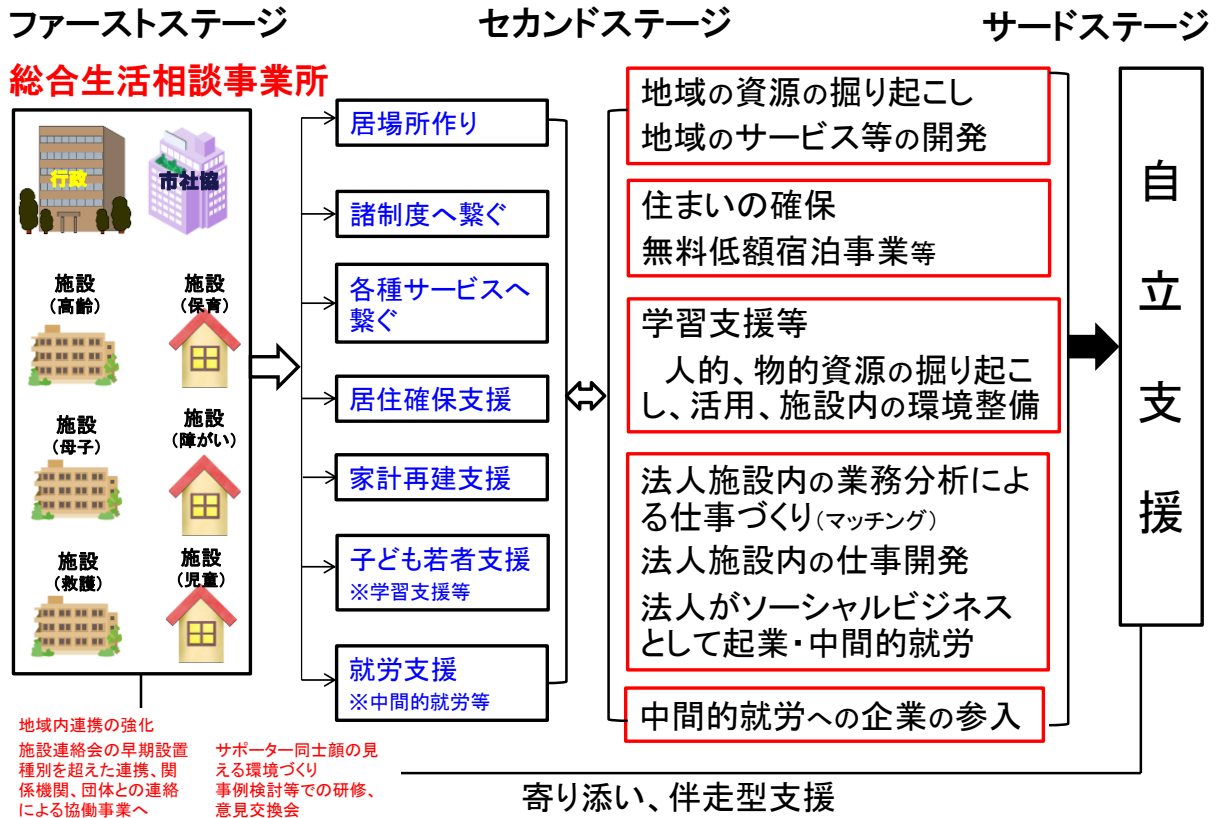 ファーストステージ
セカンドステージ
サードステージ
総合生活相談事業所
行政
市社協
施設
(高齢)
施設
(保育)
施設
(母子)
施設
(障がい)
施設
(救護)
施設
(児童)
地域内連携の強化
施設連絡会の早期設置
種別を超えた連携、関
係機関、団体との連絡
による協働事業へ
サポーター同士顔の見
える環境づくり
事例検討等での研修、
意見交換会
居場所作り
諸制度へ繋ぐ
各種サービスへ
繋ぐ
居住確保支援
家計再建支援
子ども若者支援
※学習支援等
就労支援
※中間的就労等
地域の資源の掘り起こし
地域のサービス等の開発
住まいの確保
無料低額宿泊事業等
学習支援等
人的、物的資源の掘り起こ
し、活用、施設内の環境整備
法人施設内の業務分析によ
る仕事づくり(マッチング)
法人施設内の仕事開発
法人がソーシャルビジネス
として起業・中間的就労
中間的就労への企業の参入
自立支援
寄り添い、伴走型支援